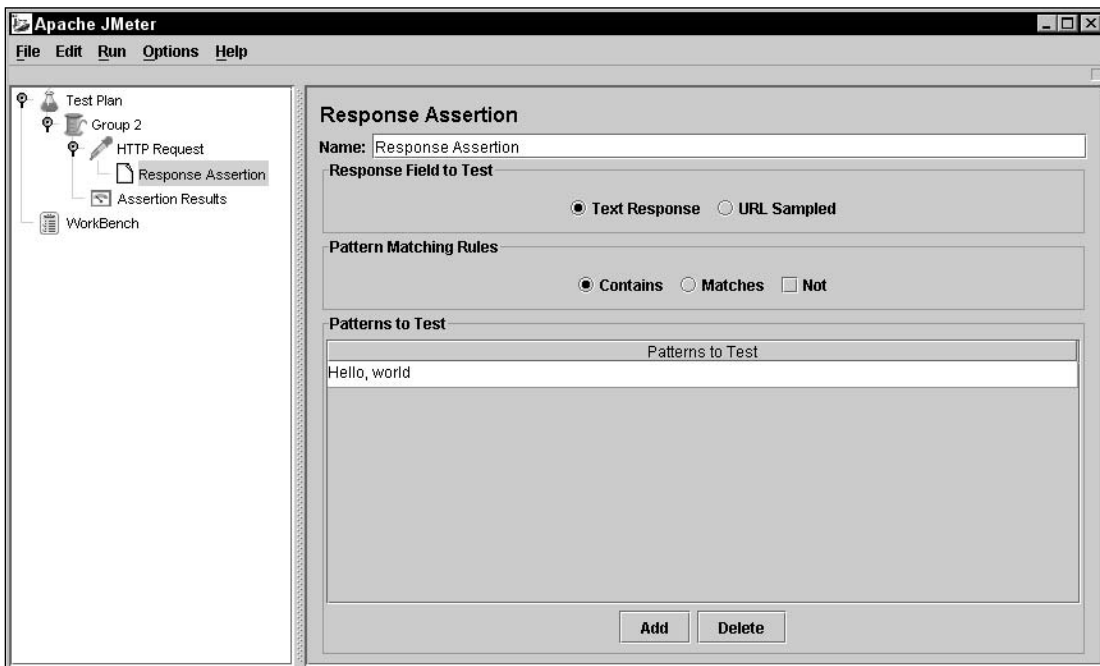 Apache JMeter
File Edit Run Options Help
Test Plan
Group 2
HTTP Request
Response Assertion
Assertion Results
WorkBench
Response Assertion
Name: Response Assertion
Response Field to Test
Text Response URL Sampled
Pattern Matching Rules
Contains Matches Not
Patterns to Test
Patterns to Test
Hello, world
Add Delete